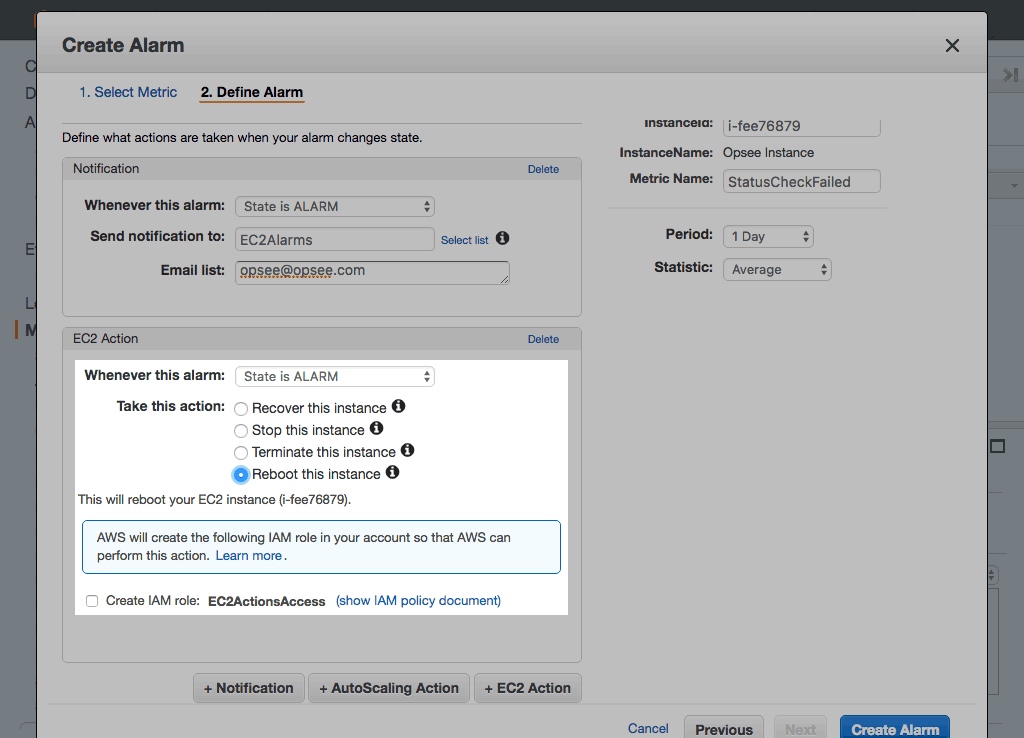 Create Alarm
1. Select Metric 2. Define Alarm
Define what actions are taken when your alarm changes state.
Notification Delete
Whenever this alarm: State is ALARM
Send notification to: EC2Alarms Select list
Email list: opsee@opsee.com
EC2 Action Delete
Whenever this alarm: State is ALARM
Take this action: Recover this instance
Stop this instance
Terminate this instance
Reboot this instance
This will reboot your EC2 instance (i-fee76879).
AWS will create the following IAM role in your account so that AWS can
perform this action. Learn more.
Create IAM role: EC2ActionsAccess (show IAM policy document)
+ Notification + AutoScaling Action + EC2 Action
InstanceId: i-fee76879
InstanceName: Opsee Instance
Metric Name: StatusCheckFailed
Period: 1 Day
Statistic: Average
Cancel Previous Next Create Alarm